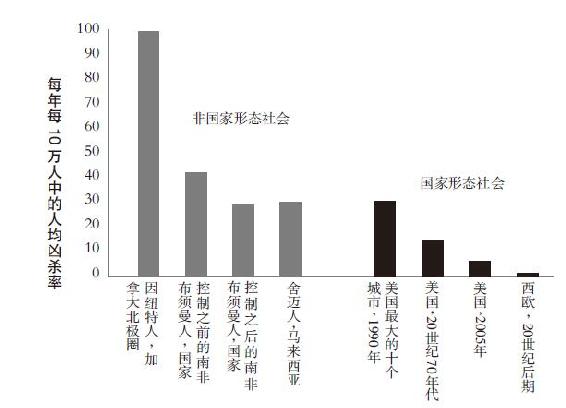 每年每10万人中的人均凶杀率
100
90
80
70
60
50
40
30
20
10
0
非国家形态社会
国家形态社会
因纽特人，加
拿大北极圈
布须曼人，国家
控制之前的南非
布须曼人，国家
控制之后的南非
舍迈人，马来西亚
美国最大的十个
城市·1990年
美国·20世纪70年代
美国·2005年
西欧，20世纪后期